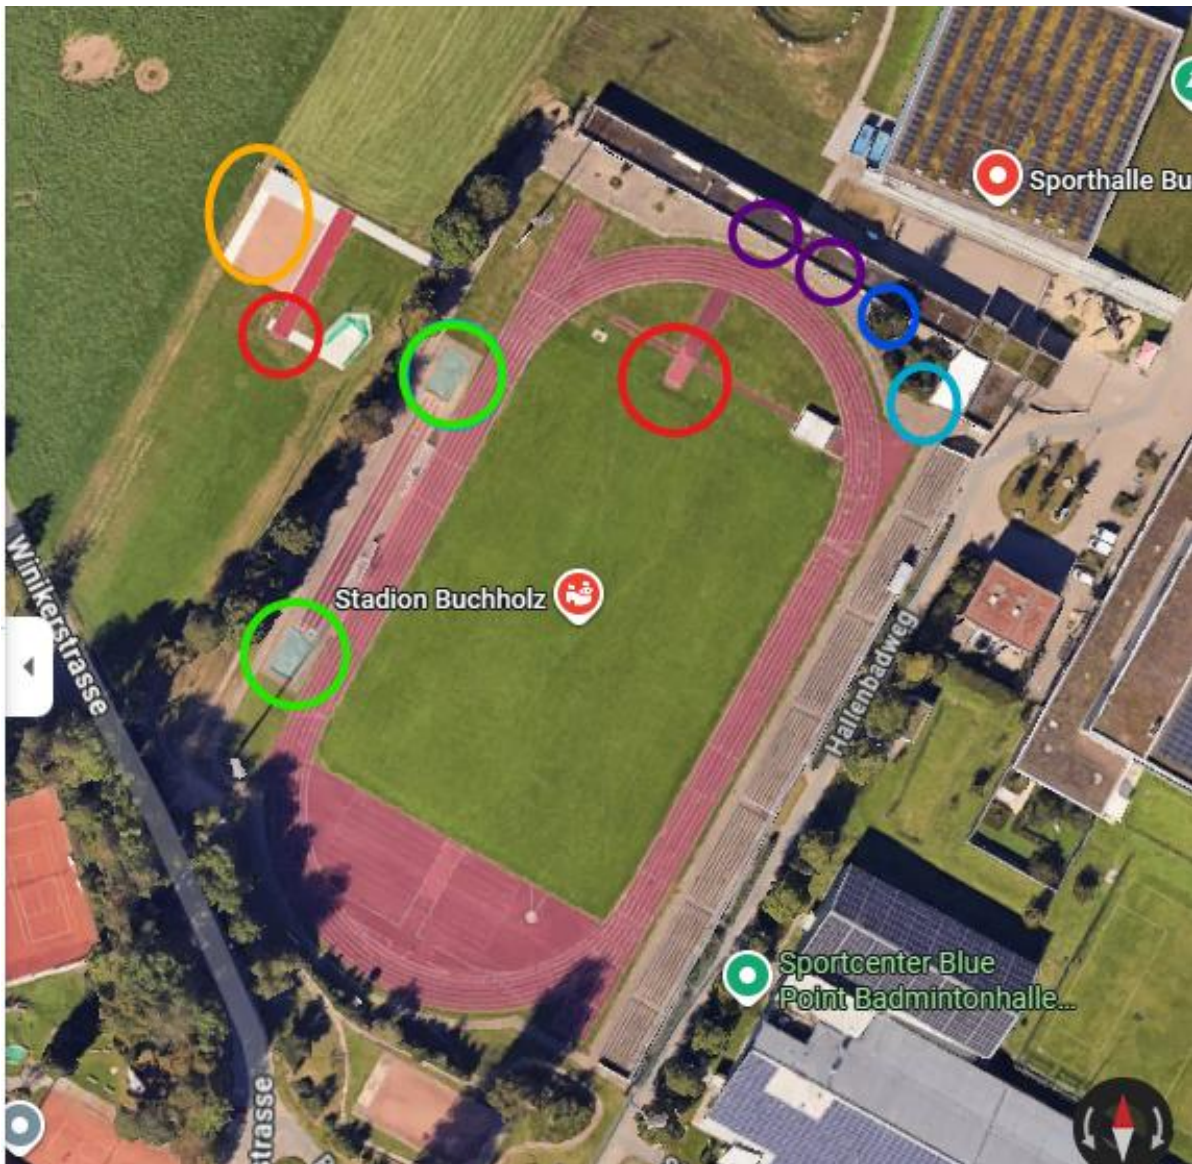 Sporthalle Bu
Winikerstrasse
Stadion Buchholz
Hallenbadweg
Sportcenter Blue
Point Badmintonhalle...
strasse